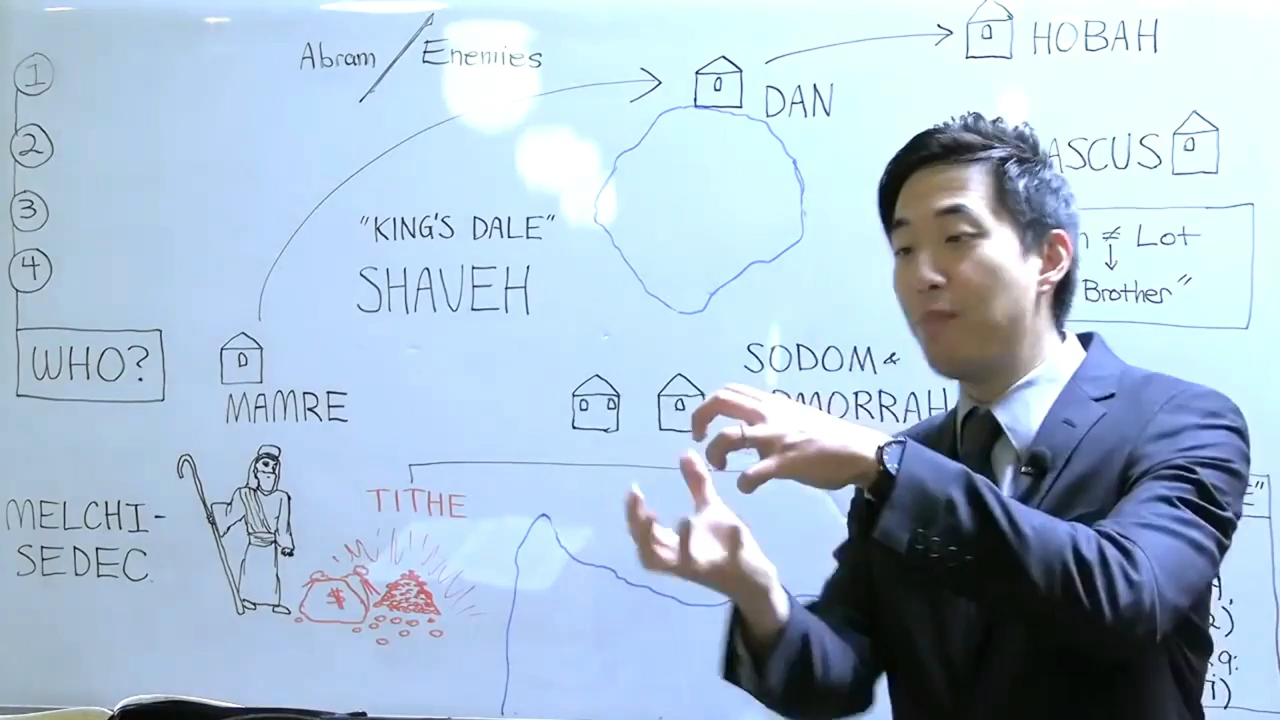 1
2
3
4
WHO?
Abram / Enemies
HOBAH
DAN
ASCUS
"KING'S DALE"
SHAVEH
≠ Lot
↓
Brother"
MAMRE
SODOM &
MORRAH
MELCHI-
SEDEC
TITHE
$